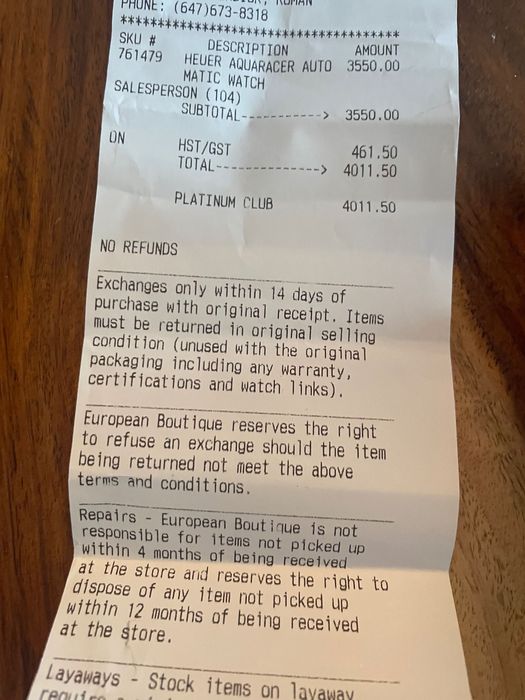 PHONE: (647)673-8318
****************************************
SKU # DESCRIPTION AMOUNT
761479 HEUER AQUARACER AUTO 3550.00
MATIC WATCH
SALESPERSON (104)
SUBTOTAL-----------> 3550.00
ON HST/GST 461.50
TOTAL--------------> 4011.50
PLATINUM CLUB 4011.50
NO REFUNDS
Exchanges only within 14 days of
purchase with original receipt. Items
must be returned in original selling
condition (unused with the original
packaging including any warranty,
certifications and watch links).
European Boutique reserves the right
to refuse an exchange should the item
being returned not meet the above
terms and conditions.
Repairs - European Boutique is not
responsible for items not picked up
within 4 months of being received
at the store and reserves the right to
dispose of any item not picked up
within 12 months of being received
at the store.
Layaways - Stock items on layaway